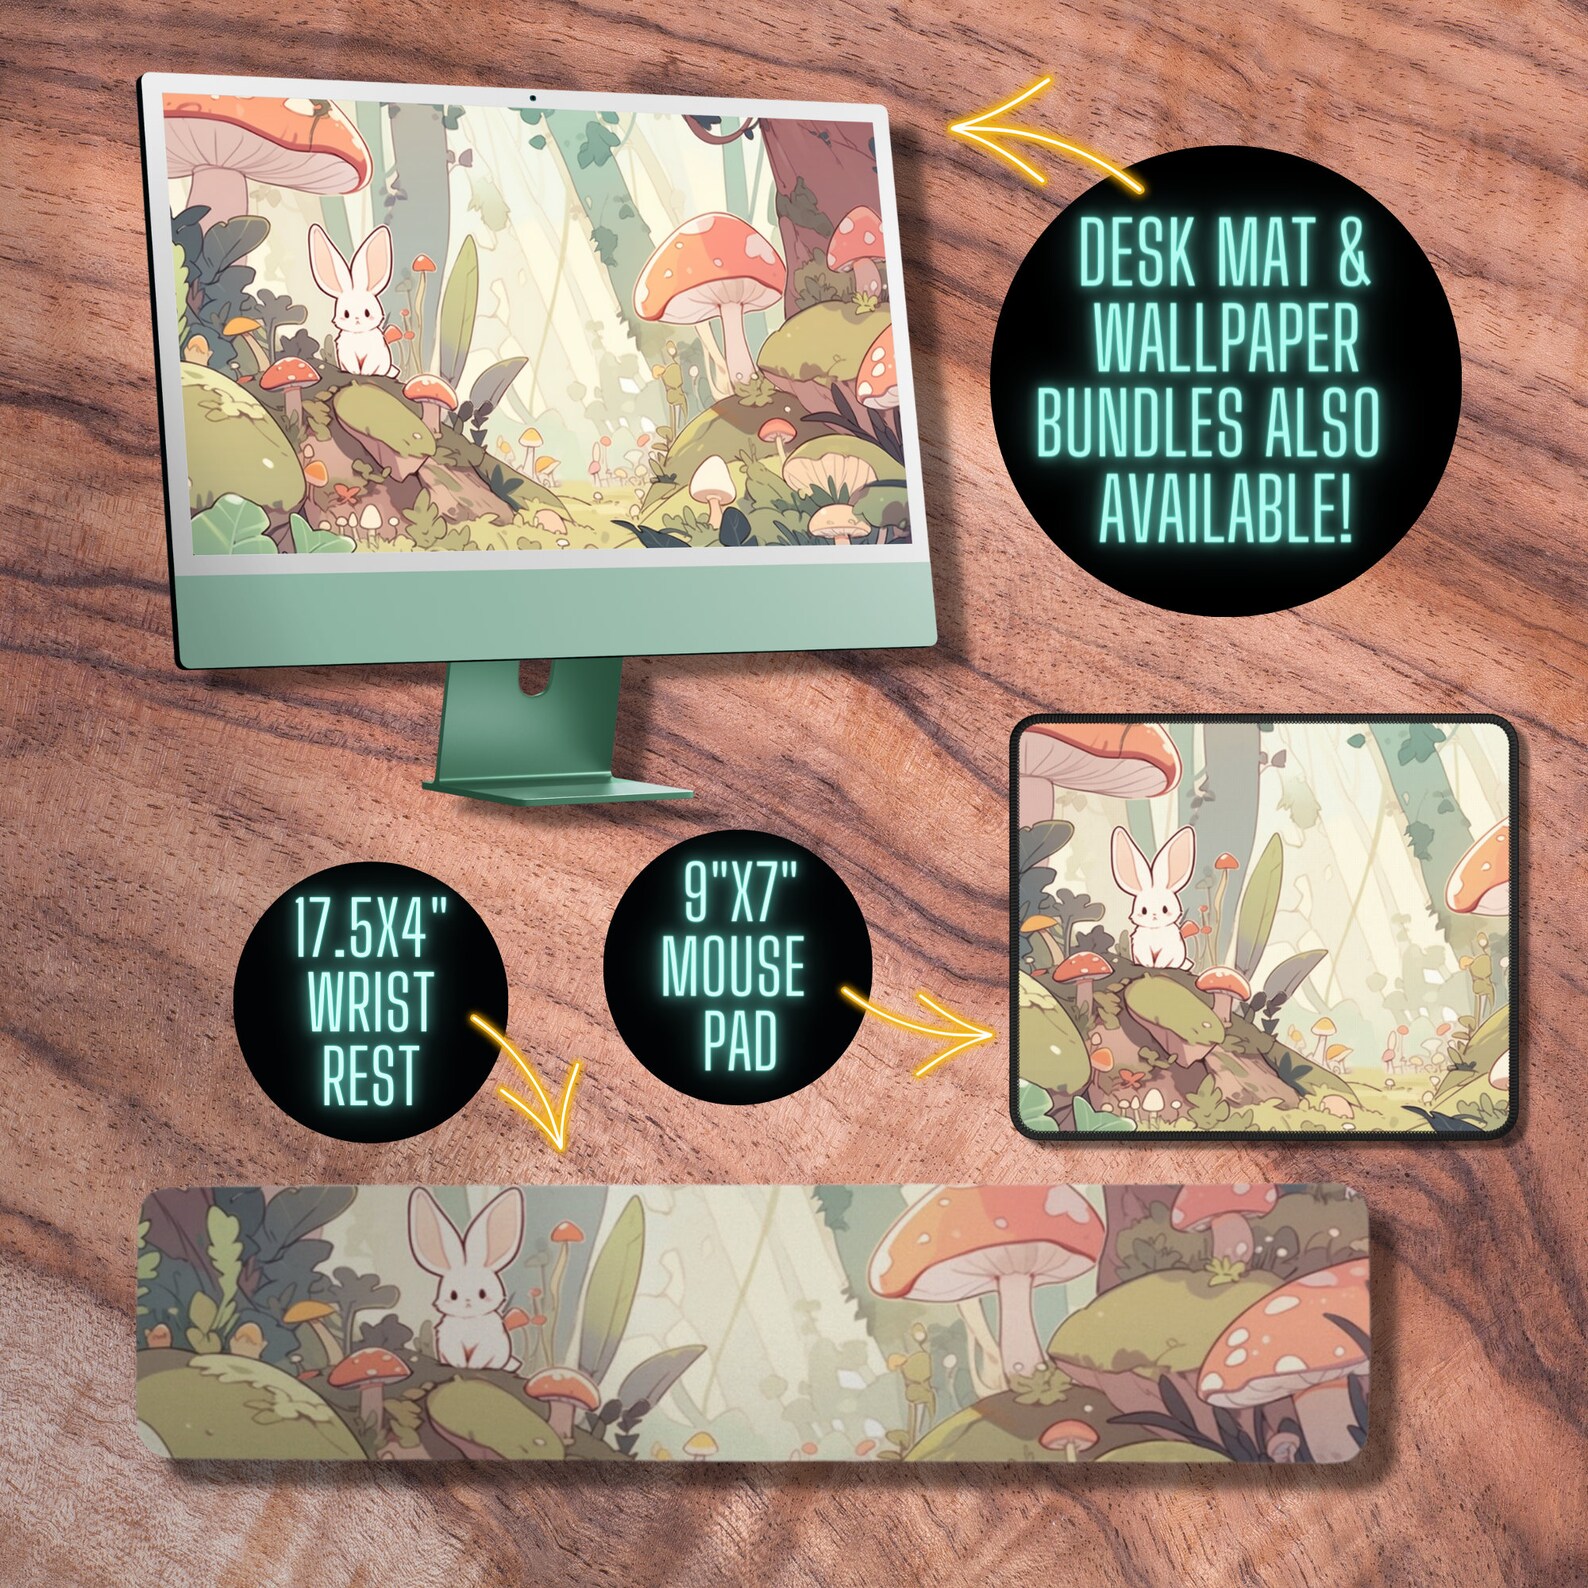 DESK MAT &
WALLPAPER
BUNDLES ALSO
AVAILABLE!
17.5X4"
WRIST
REST
9"X7"
MOUSE
PAD